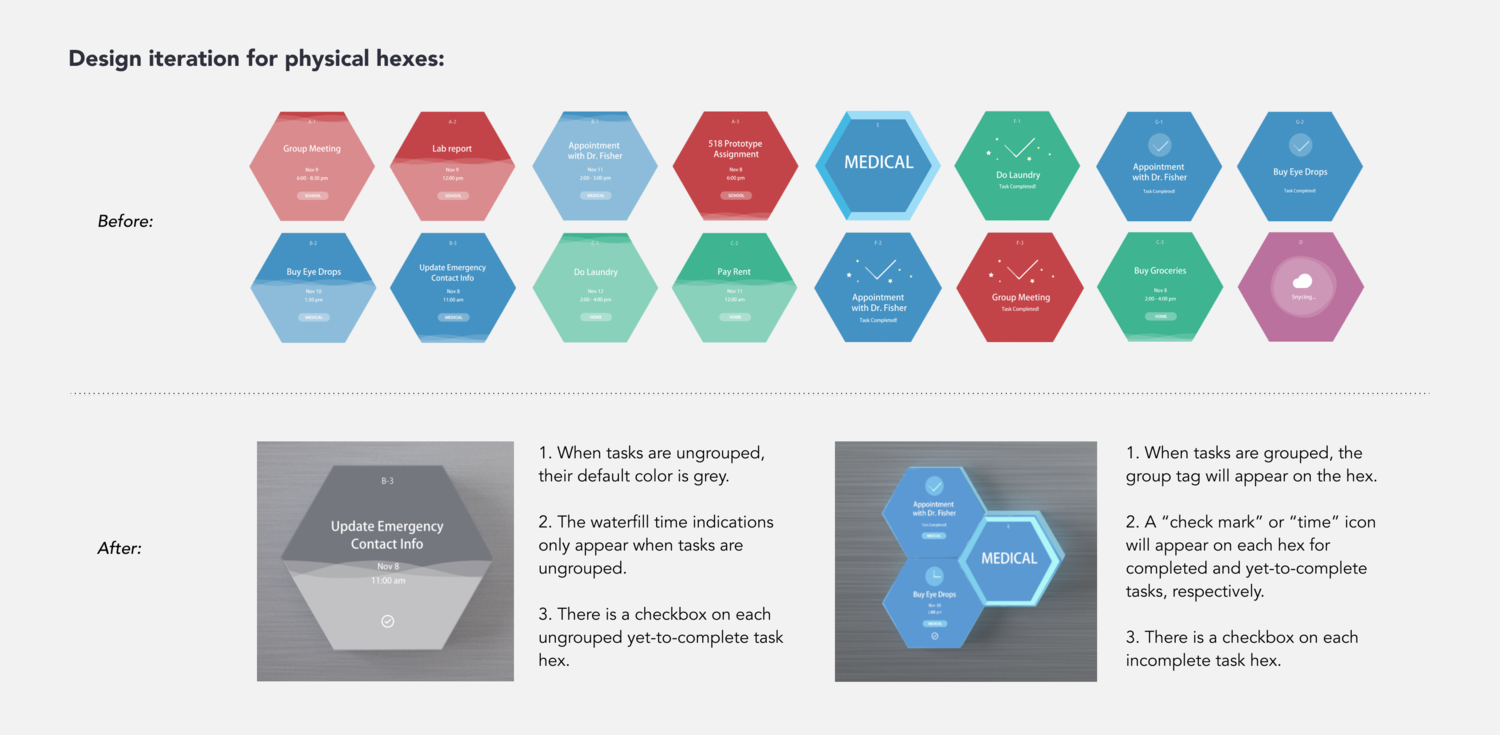 Design iteration for physical hexes:
Before:
A-1
Group Meeting
Nov 9
6:00 - 8:30 pm
SCHOOL
A-2
Lab report
Nov 9
12:00 pm
SCHOOL
B-1
Appointment
with Dr. Fisher
Nov 11
2:00 - 3:00 pm
MEDICAL
A-3
518 Prototype
Assignment
Nov 8
6:00 pm
SCHOOL
E
MEDICAL
Do Laundry
Task Completed!
G-1
Appointment
with Dr. Fisher
Task Completed!
G-2
Buy Eye Drops
Task Completed!
B-2
Buy Eye Drops
Nov 10
1:30 pm
MEDICAL
B-3
Update Emergency
Contact Info
Nov 8
11:00 am
MEDICAL
C-1
Do Laundry
Nov 12
2:00 - 4:00 pm
HOME
C-2
Pay Rent
Nov 11
12:00 am
HOME
F-2
Appointment
with Dr. Fisher
Task Completed!
F-3
Group Meeting
Task Completed!
C-3
Buy Groceries
Nov 8
2:00 - 4:00 pm
HOME
D
After:
B-3
Update Emergency
Contact Info
Nov 8
11:00 am
1. When tasks are ungrouped,
their default color is grey.
2. The waterfill time indications
only appear when tasks are
ungrouped.
3. There is a checkbox on each
ungrouped yet-to-complete task
hex.
Appointment
with Dr. Fisher
Task Completed!
MEDICAL
E
MEDICAL
Buy Eye Drops
Nov 10
MEDICAL
1. When tasks are grouped, the
group tag will appear on the hex.
2. A “check mark” or “time” icon
will appear on each hex for
completed and yet-to-complete
tasks, respectively.
3. There is a checkbox on each
incomplete task hex.